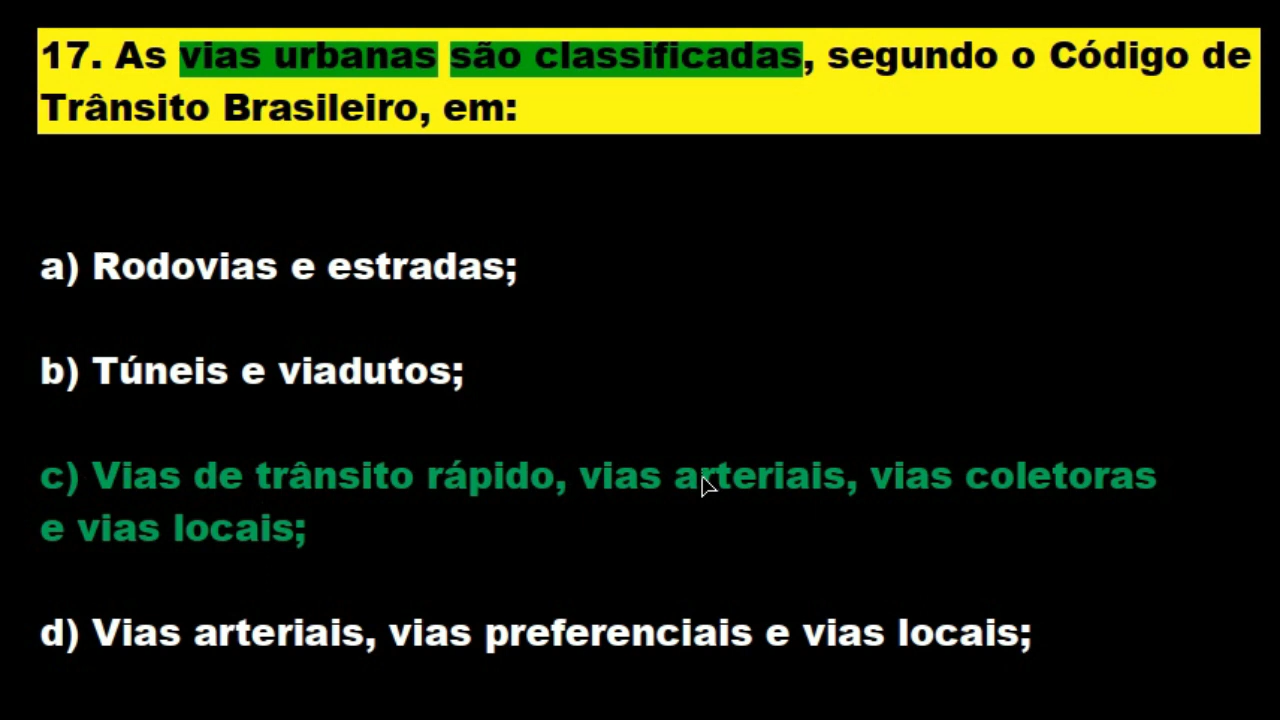 17. As vias urbanas são classificadas, segundo o Código de
Trânsito Brasileiro, em:
a) Rodovias e estradas;
b) Túneis e viadutos;
c) Vias de trânsito rápido, vias arteriais, vias coletoras
e vias locais;
d) Vias arteriais, vias preferenciais e vias locais;